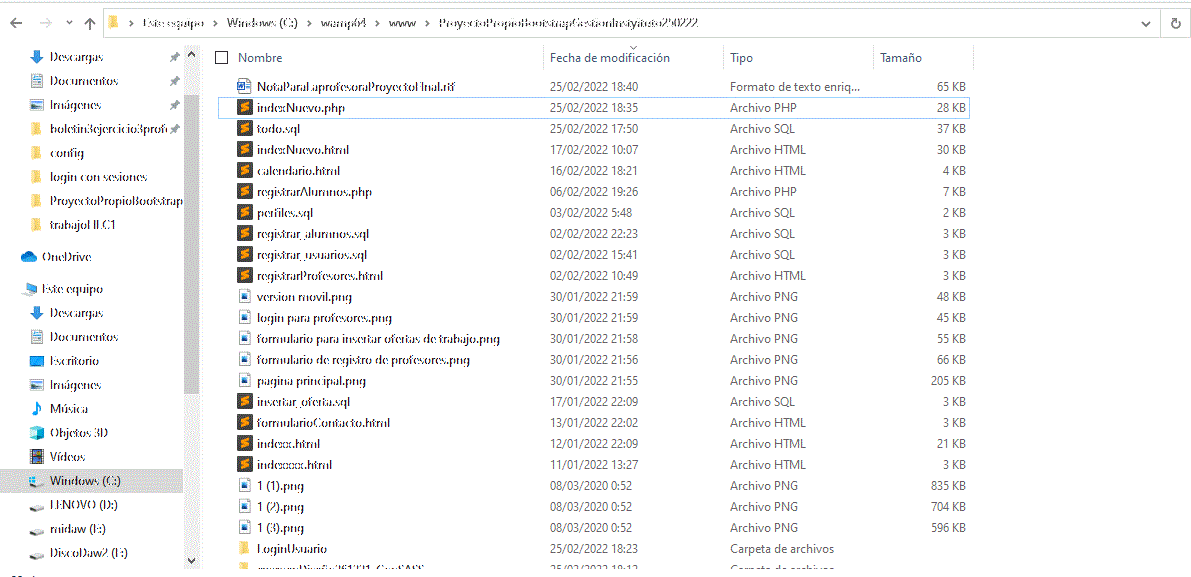 Este equipo > Windows (C:) > wamp64 > www > ProyectoPropioBootstrapGestionInstyatuto290222
Nombre Fecha de modificación Tipo Tamaño
Descargas
Documentos
Imágenes
boletin3ejercicio3profe
config
login con sesiones
ProyectoPropioBootstrap
OneDrive
Este equipo
Descargas
Documentos
Escritorio
Imágenes
Música
Objetos 3D
Vídeos
Windows (C:)
LENOVO (D:)
DiscoDaw2 (F:)
NotaParaLaprofesoraProyectoFInal.rtf 25/02/2022 18:40 Formato de texto enriq... 65 KB
indexNuevo.php 25/02/2022 18:35 Archivo PHP 28 KB
todo.sql 25/02/2022 17:50 Archivo SQL 37 KB
indexNuevo.html 17/02/2022 10:07 Archivo HTML 30 KB
calendario.html 16/02/2022 18:21 Archivo HTML 4 KB
registrarAlumnos.php 06/02/2022 19:26 Archivo PHP 7 KB
perfiles.sql 03/02/2022 5:48 Archivo SQL 2 KB
registrar_alumnos.sql 02/02/2022 22:23 Archivo SQL 3 KB
registrar_usuarios.sql 02/02/2022 15:41 Archivo SQL 3 KB
registrarProfesores.html 02/02/2022 10:49 Archivo HTML 3 KB
version movil.png 30/01/2022 21:59 Archivo PNG 48 KB
login para profesores.png 30/01/2022 21:59 Archivo PNG 45 KB
formulario para insertar ofertas de trabajo.png 30/01/2022 21:58 Archivo PNG 55 KB
formulario de registro de profesores.png 30/01/2022 21:56 Archivo PNG 66 KB
pagina principal.png 30/01/2022 21:55 Archivo PNG 205 KB
insertar_oferta.sql 17/01/2022 22:09 Archivo SQL 3 KB
formularioContacto.html 13/01/2022 22:02 Archivo HTML 3 KB
indexx.html 12/01/2022 22:09 Archivo HTML 21 KB
indexxxx.html 11/01/2022 13:27 Archivo HTML 3 KB
1 (1).png 08/03/2020 0:52 Archivo PNG 835 KB
1 (2).png 08/03/2020 0:52 Archivo PNG 704 KB
1 (3).png 08/03/2020 0:52 Archivo PNG 596 KB
LoginUsuario 25/02/2022 18:23 Carpeta de archivos